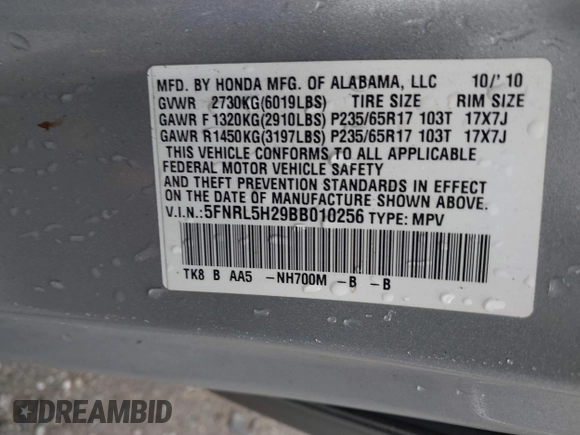 MFD. BY HONDA MFG. OF ALABAMA, LLC 10/'10
GVWR 2730KG(6019LBS) TIRE SIZE RIM SIZE
GAWR F 1320KG(2910LBS) P235/65R17 103T 17X7J
GAWR R 1450KG(3197LBS) P235/65R17 103T 17X7J
THIS VEHICLE CONFORMS TO ALL APPLICABLE
FEDERAL MOTOR VEHICLE SAFETY
AND THEFT PREVENTION STANDARDS IN EFFECT
ON THE DATE OF MANUFACTURE SHOWN ABOVE.
V.I.N.:5FNRL5H29BB010256 TYPE: MPV
TK8 B AA5 -NH700M -B -B
DREAMBID